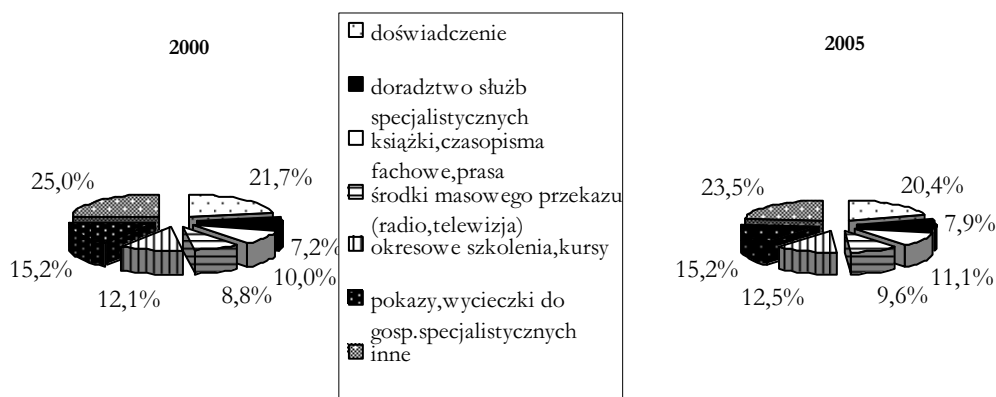 2000
25,0%
21,7%
7,2%
10,0%
8,8%
12,1%
15,2%
doświadczenie
doradztwo służb
specjalistycznych
książki,czasopisma
fachowe,prasa
środki masowego przekazu
(radio,telewizja)
okresowe szkolenia,kursy
pokazy,wycieczki do
gosp.specjalistycznych
inne
2005
23,5%
20,4%
7,9%
11,1%
9,6%
12,5%
15,2%